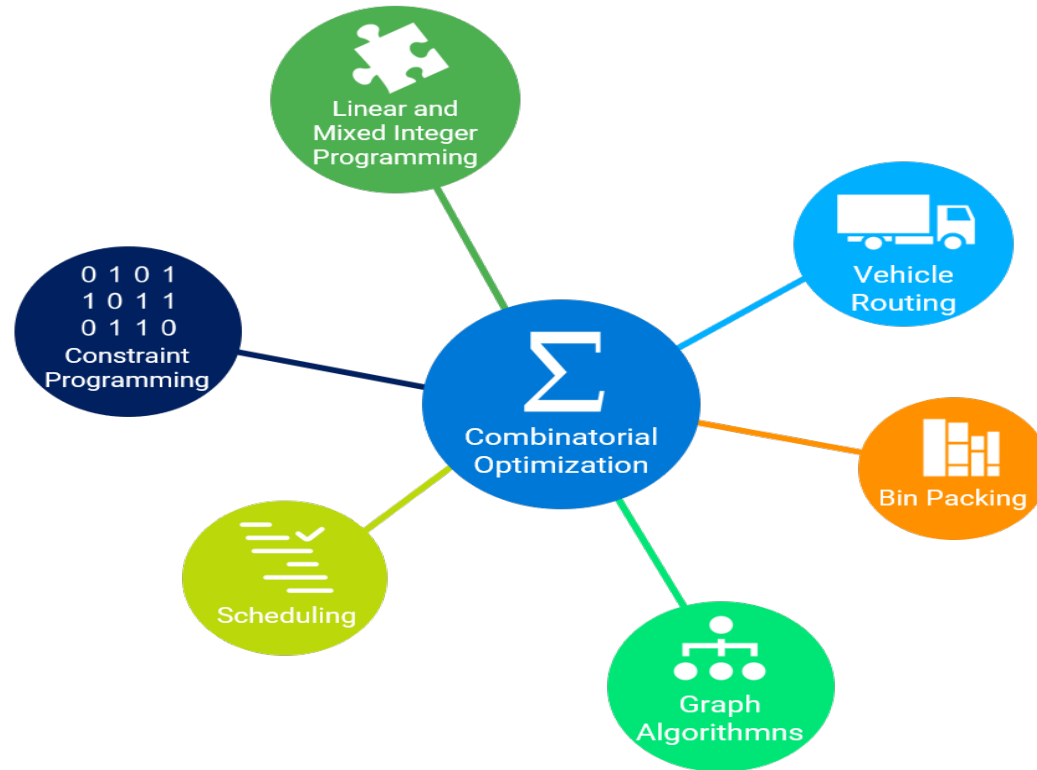 Linear and
Mixed Integer
Programming
Vehicle
Routing
0 1 0 1
1 0 1 1
0 1 1 0
Constraint
Programming
Σ
Combinatorial
Optimization
Bin Packing
Scheduling
Graph
Algorithmns